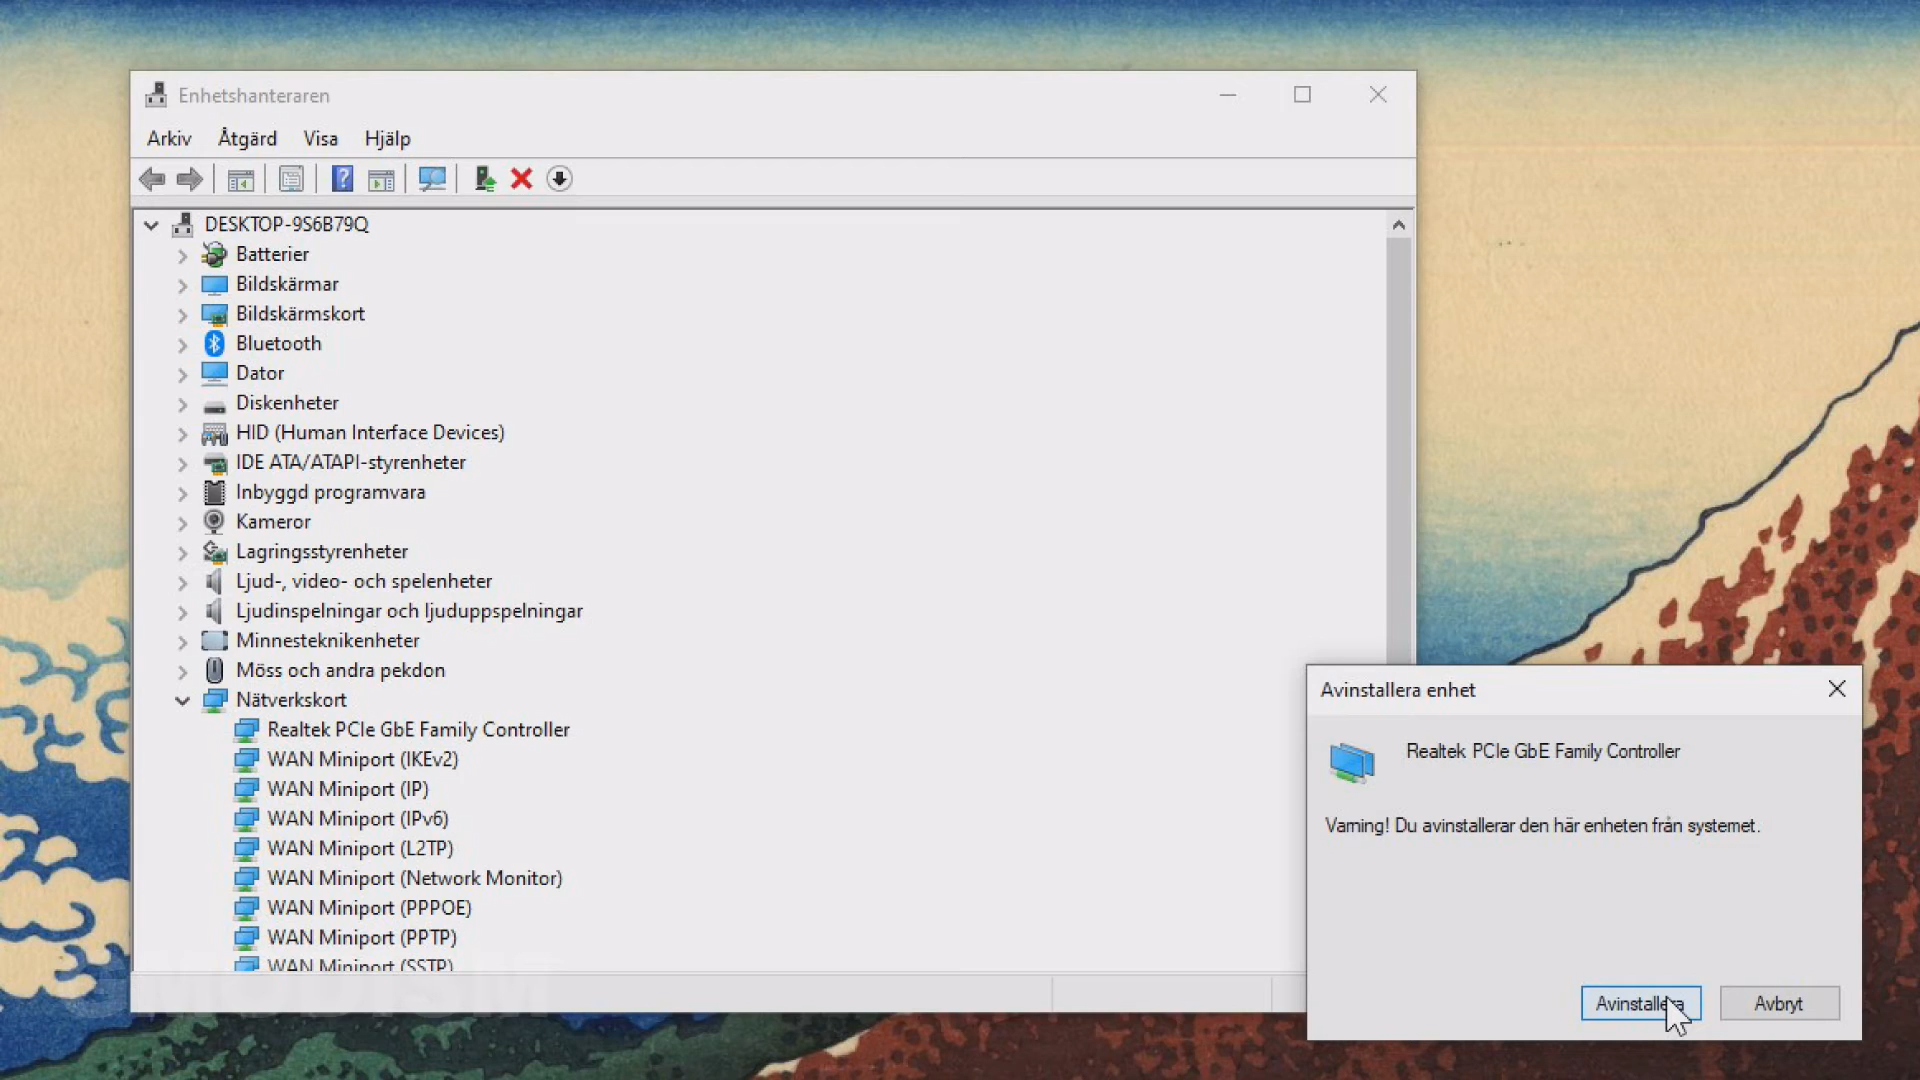 Enhetshanteraren
Arkiv Åtgärd Visa Hjälp
DESKTOP-9S6B79Q
Batterier
Bildskärmar
Bildskärmskort
Bluetooth
Dator
Diskenheter
HID (Human Interface Devices)
IDE ATA/ATAPI-styrenheter
Inbyggd programvara
Kameror
Lagringsstyrenheter
Ljud-, video- och spelenheter
Ljudinspelningar och ljuduppspelningar
Minnesteknikenheter
Möss och andra pekdon
Nätverkskort
Realtek PCIe GbE Family Controller
WAN Miniport (IKEv2)
WAN Miniport (IP)
WAN Miniport (IPv6)
WAN Miniport (L2TP)
WAN Miniport (Network Monitor)
WAN Miniport (PPPOE)
WAN Miniport (PPTP)
WAN Miniport (SSTP)
Avinstallera enhet
Realtek PCIe GbE Family Controller
Varning! Du avinstallerar den här enheten från systemet.
Avinstallera Avbryt